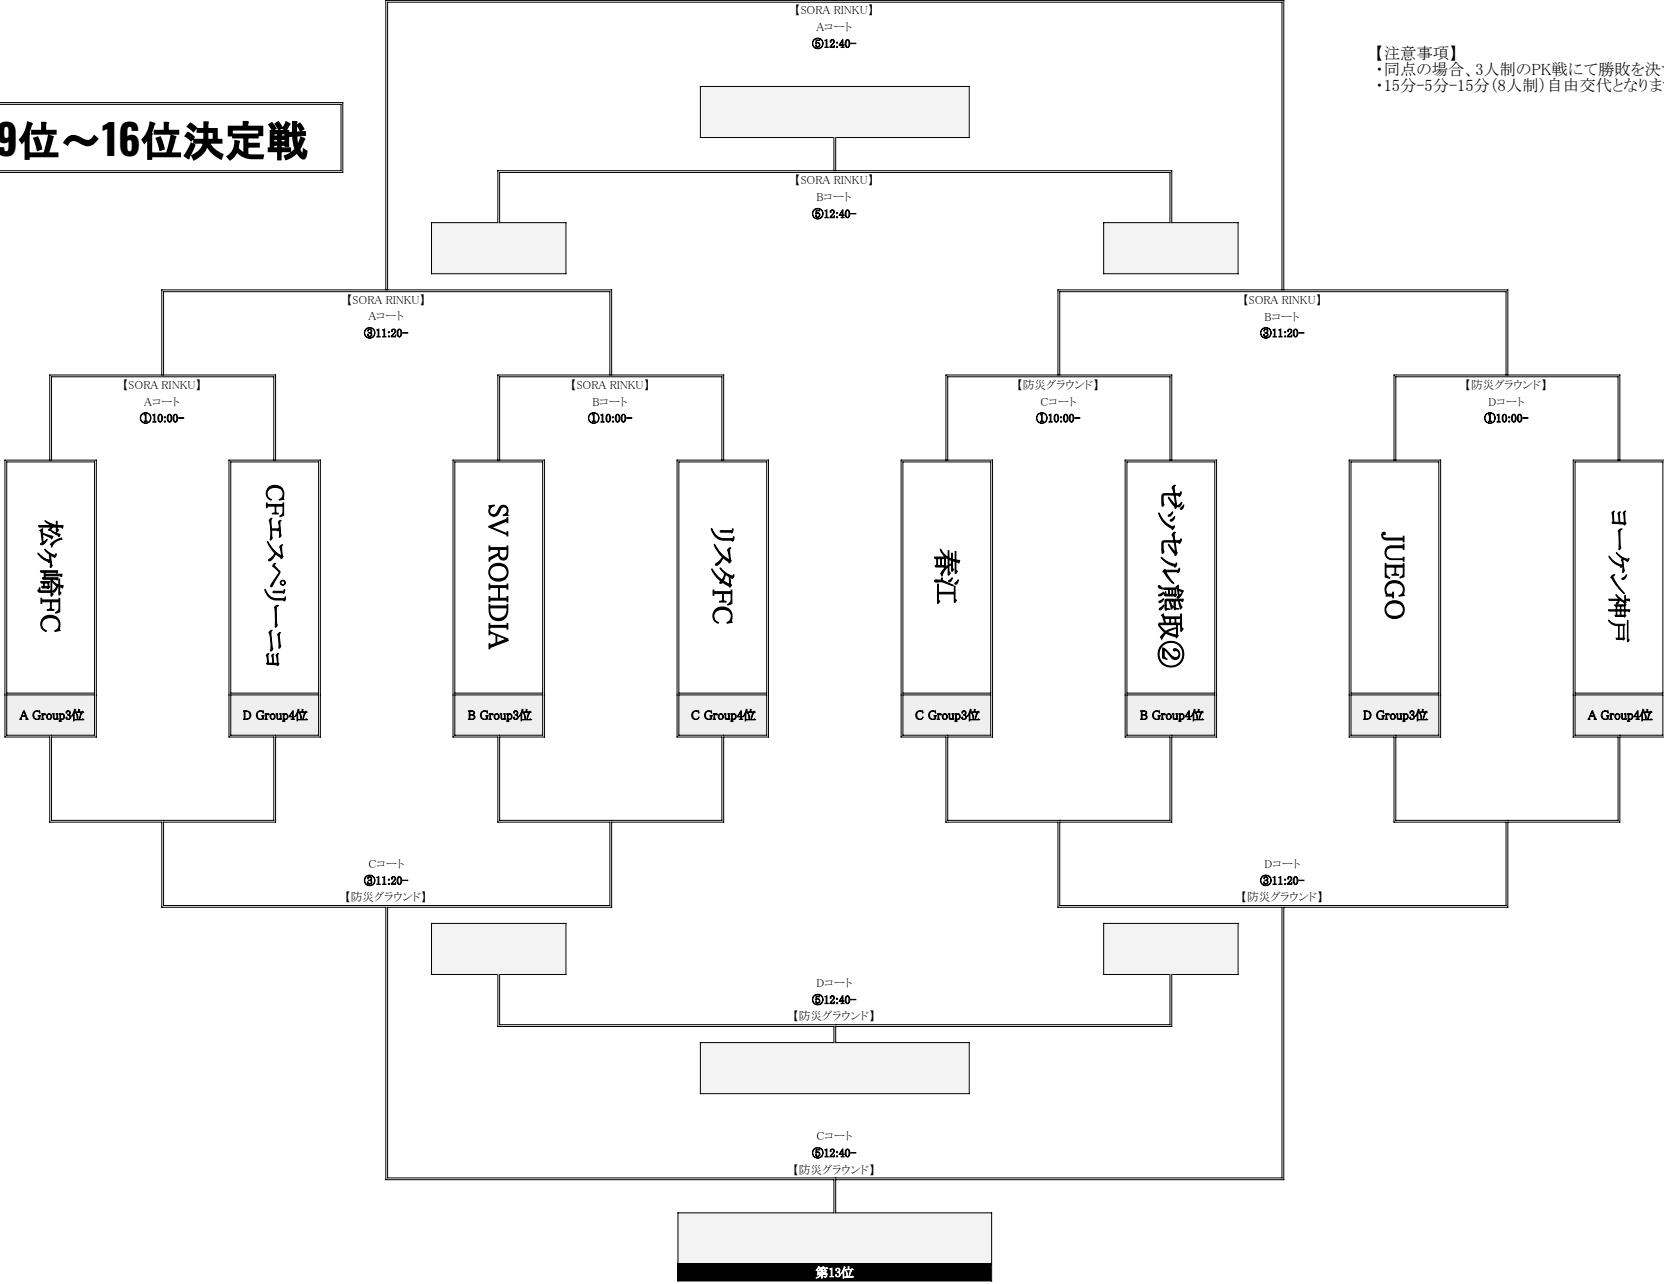 【SORA RINKU】
Aコート
⑤12:40-
【注意事項】
・同点の場合、3人制のPK戦にて勝敗を決
・15分-5分-15分(8人制)自由交代となりま
9位～16位決定戦
【SORA RINKU】
Bコート
⑤12:40-
【SORA RINKU】
Aコート
③11:20-
【SORA RINKU】
Bコート
③11:20-
【SORA RINKU】
Aコート
①10:00-
【SORA RINKU】
Bコート
①10:00-
【防災グラウンド】
Cコート
①10:00-
【防災グラウンド】
Dコート
①10:00-
松ヶ崎FC
CFエスペリーニョ
SV ROHDIA
リスタFC
春江
ゼッセル熊取②
JUEGO
ヨーケン神戸
A Group3位
D Group4位
B Group3位
C Group4位
C Group3位
B Group4位
D Group3位
A Group4位
Cコート
③11:20-
【防災グラウンド】
Dコート
③11:20-
【防災グラウンド】
Dコート
⑤12:40-
【防災グラウンド】
Cコート
⑤12:40-
【防災グラウンド】
第13位